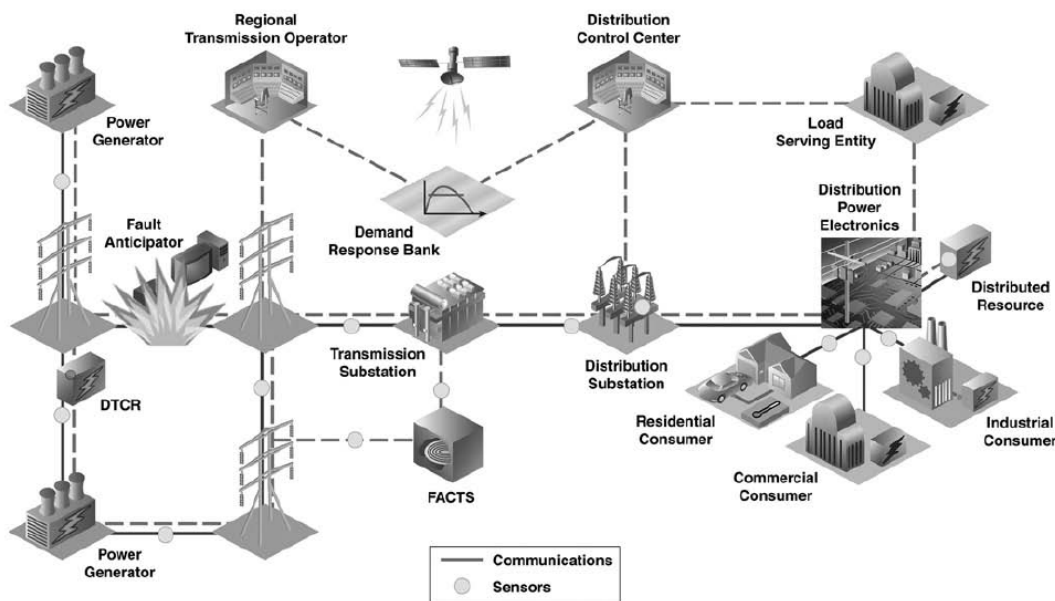 Regional
Transmission Operator
Distribution
Control Center
Power
Generator
Load
Serving Entity
Fault
Anticipator
Demand
Response Bank
Distribution
Power
Electronics
Distributed
Resource
Transmission
Substation
Distribution
Substation
DTCR
Residential
Consumer
Industrial
Consumer
Commercial
Consumer
FACTS
Power
Generator
Communications
Sensors